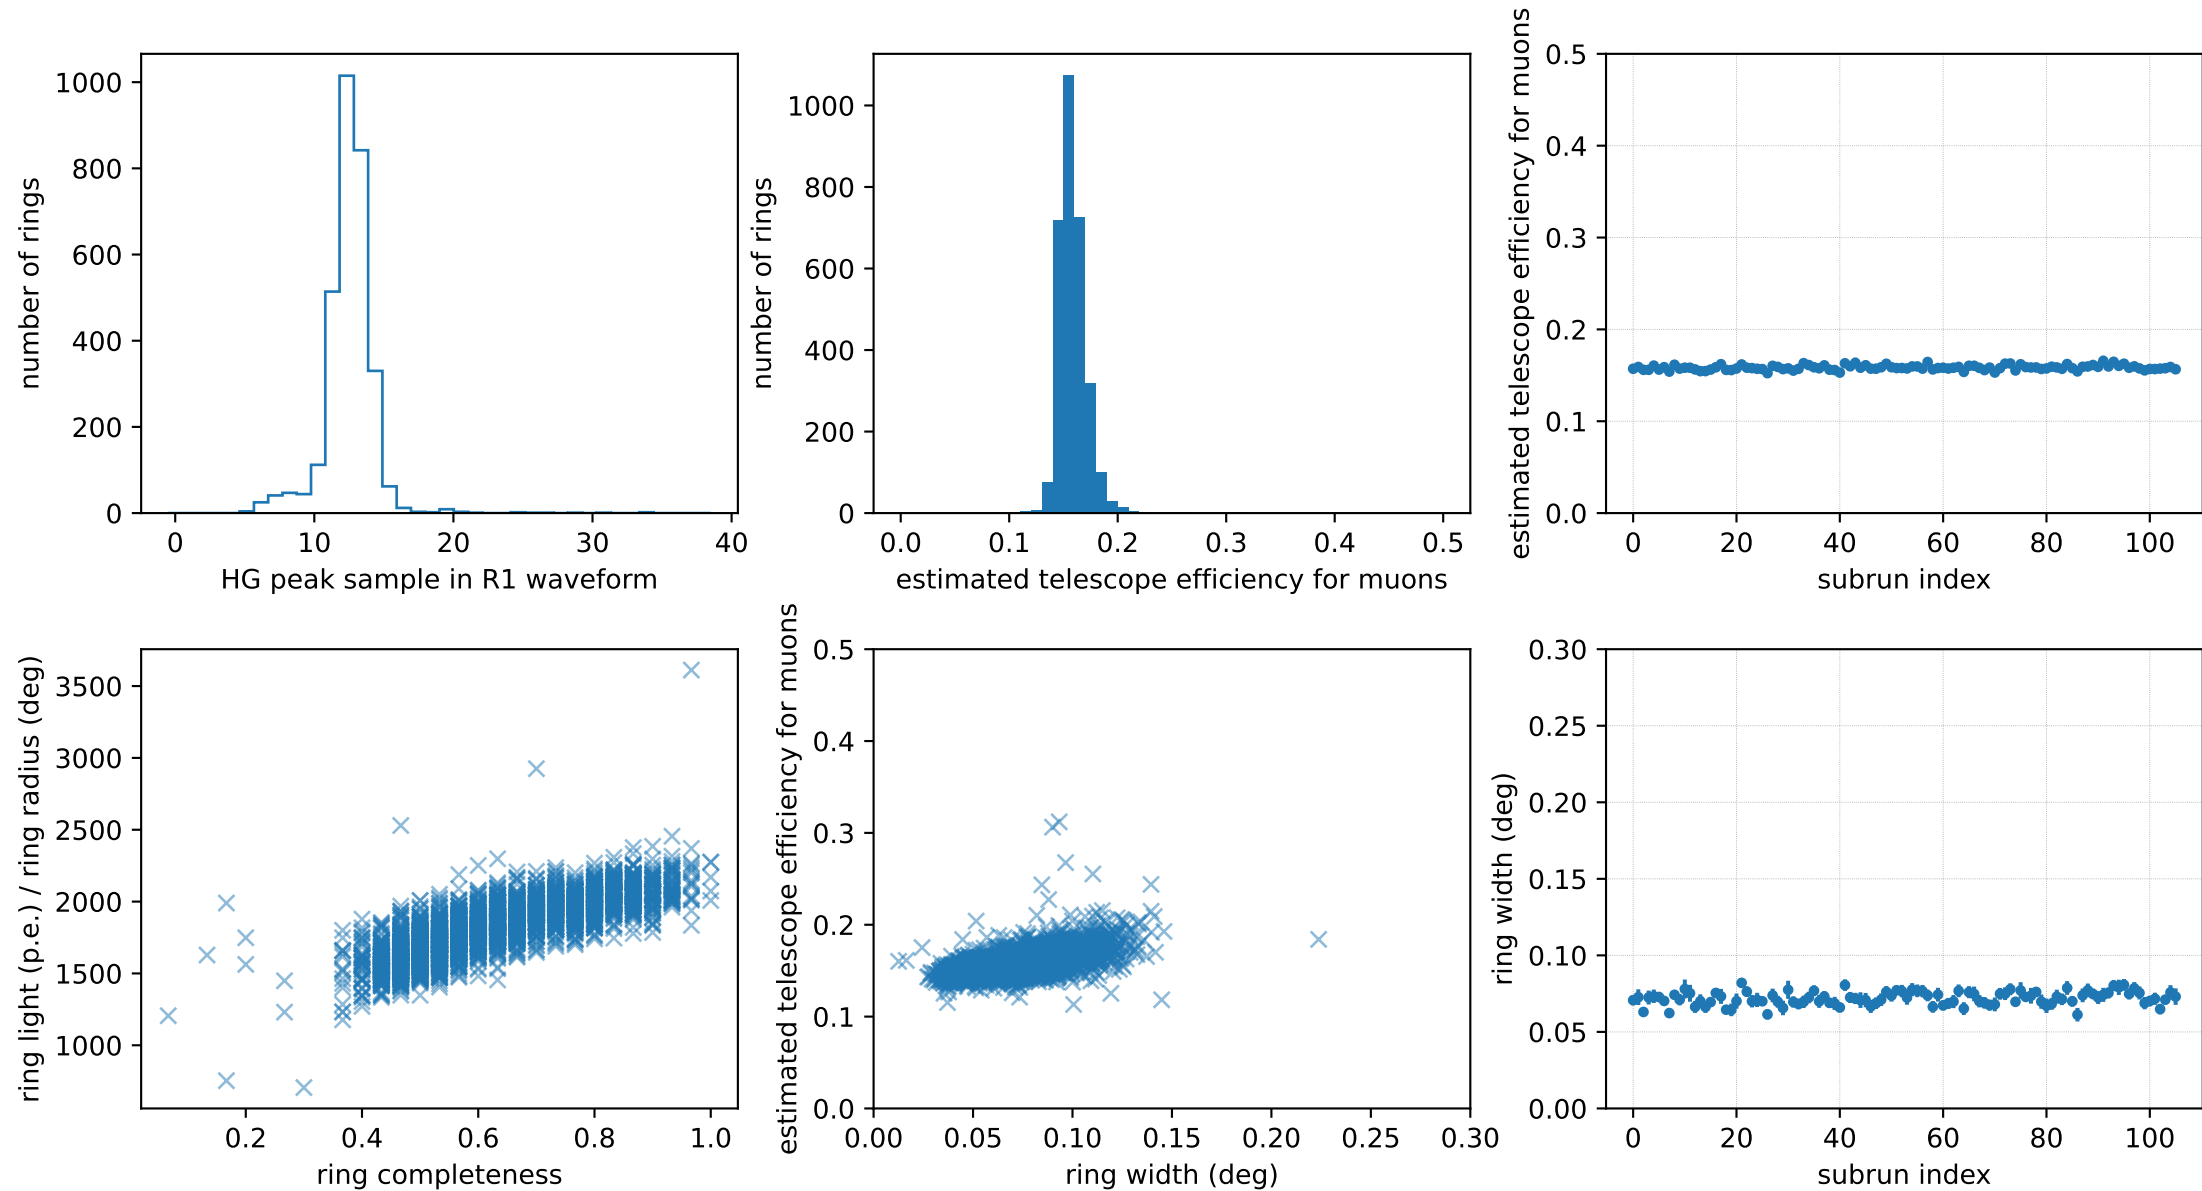 1000
800
600
400
200
0
number of rings
0 10 20 30 40
HG peak sample in R1 waveform
1000
800
600
400
200
0
number of rings
0.0 0.1 0.2 0.3 0.4 0.5
estimated telescope efficiency for muons
0.5
0.4
0.3
0.2
0.1
0.0
estimated telescope efficiency for muons
0 20 40 60 80 100
subrun index
3500
3000
2500
2000
1500
1000
ring light (p.e.) / ring radius (deg)
0.2 0.4 0.6 0.8 1.0
ring completeness
0.5
0.4
0.3
0.2
0.1
0.0
estimated telescope efficiency for muons
0.00 0.05 0.10 0.15 0.20 0.25 0.30
ring width (deg)
0.30
0.25
0.20
0.15
0.10
0.05
0.00
ring width (deg)
0 20 40 60 80 100
subrun index